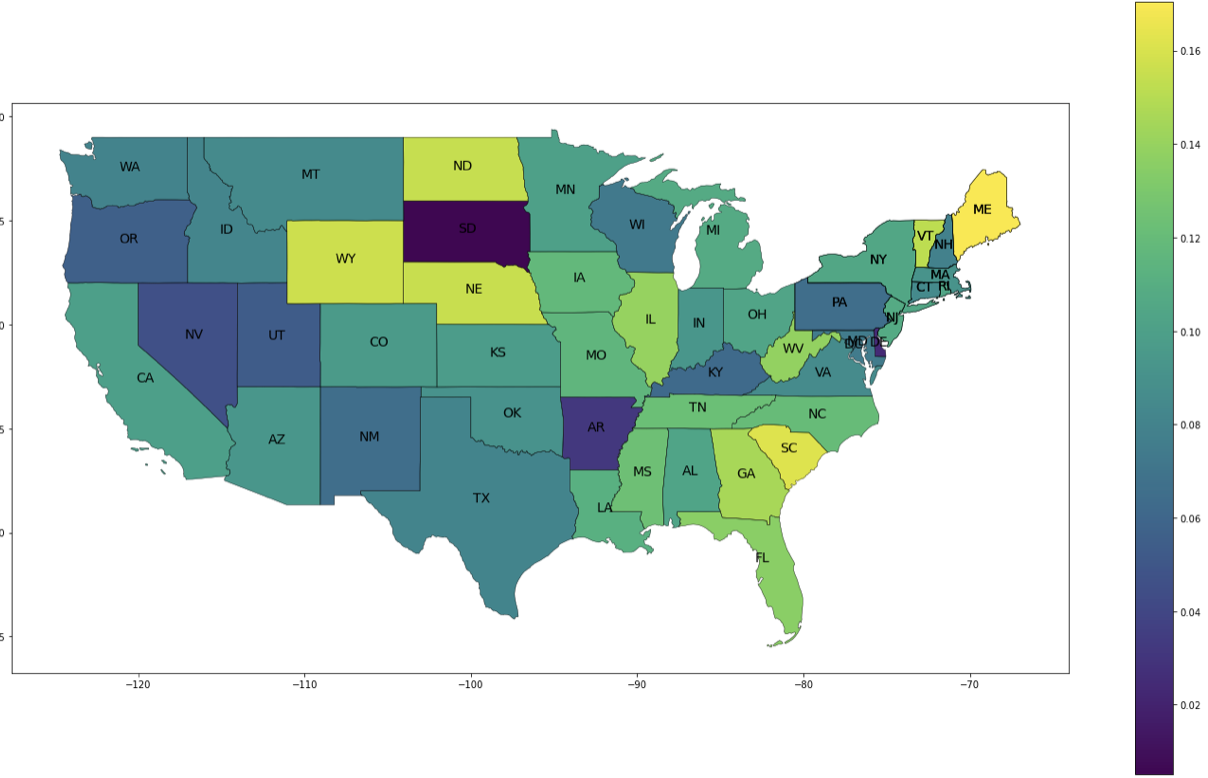 0
5
0
5
0
5
WA
MT
ND
MN
ME
OR
ID
SD
WI
MI
VT
NH
NY
WY
IA
MA
NE
CT
RI
PA
NV
UT
CO
KS
MO
IL
IN
OH
NJ
MD
DC
DE
WV
VA
KY
CA
AZ
NM
OK
AR
TN
NC
SC
MS
AL
GA
TX
LA
FL
−120
−110
−100
−90
−80
−70
0.16
0.14
0.12
0.10
0.08
0.06
0.04
0.02